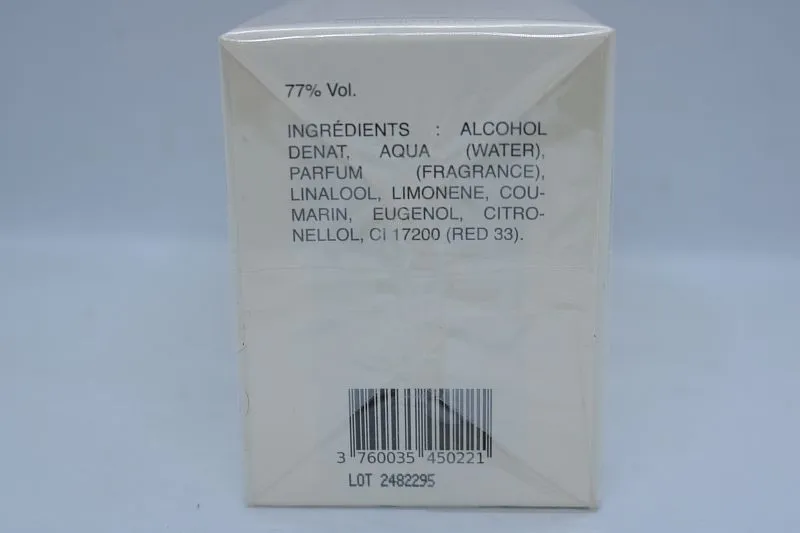 77% Vol.
INGRÉDIENTS : ALCOHOL
DENAT, AQUA (WATER),
PARFUM (FRAGRANCE),
LINALOOL, LIMONENE, COU-
MARIN, EUGENOL, CITRO-
NELLOL, CI 17200 (RED 33).
3 760035 450221
LOT 2482295